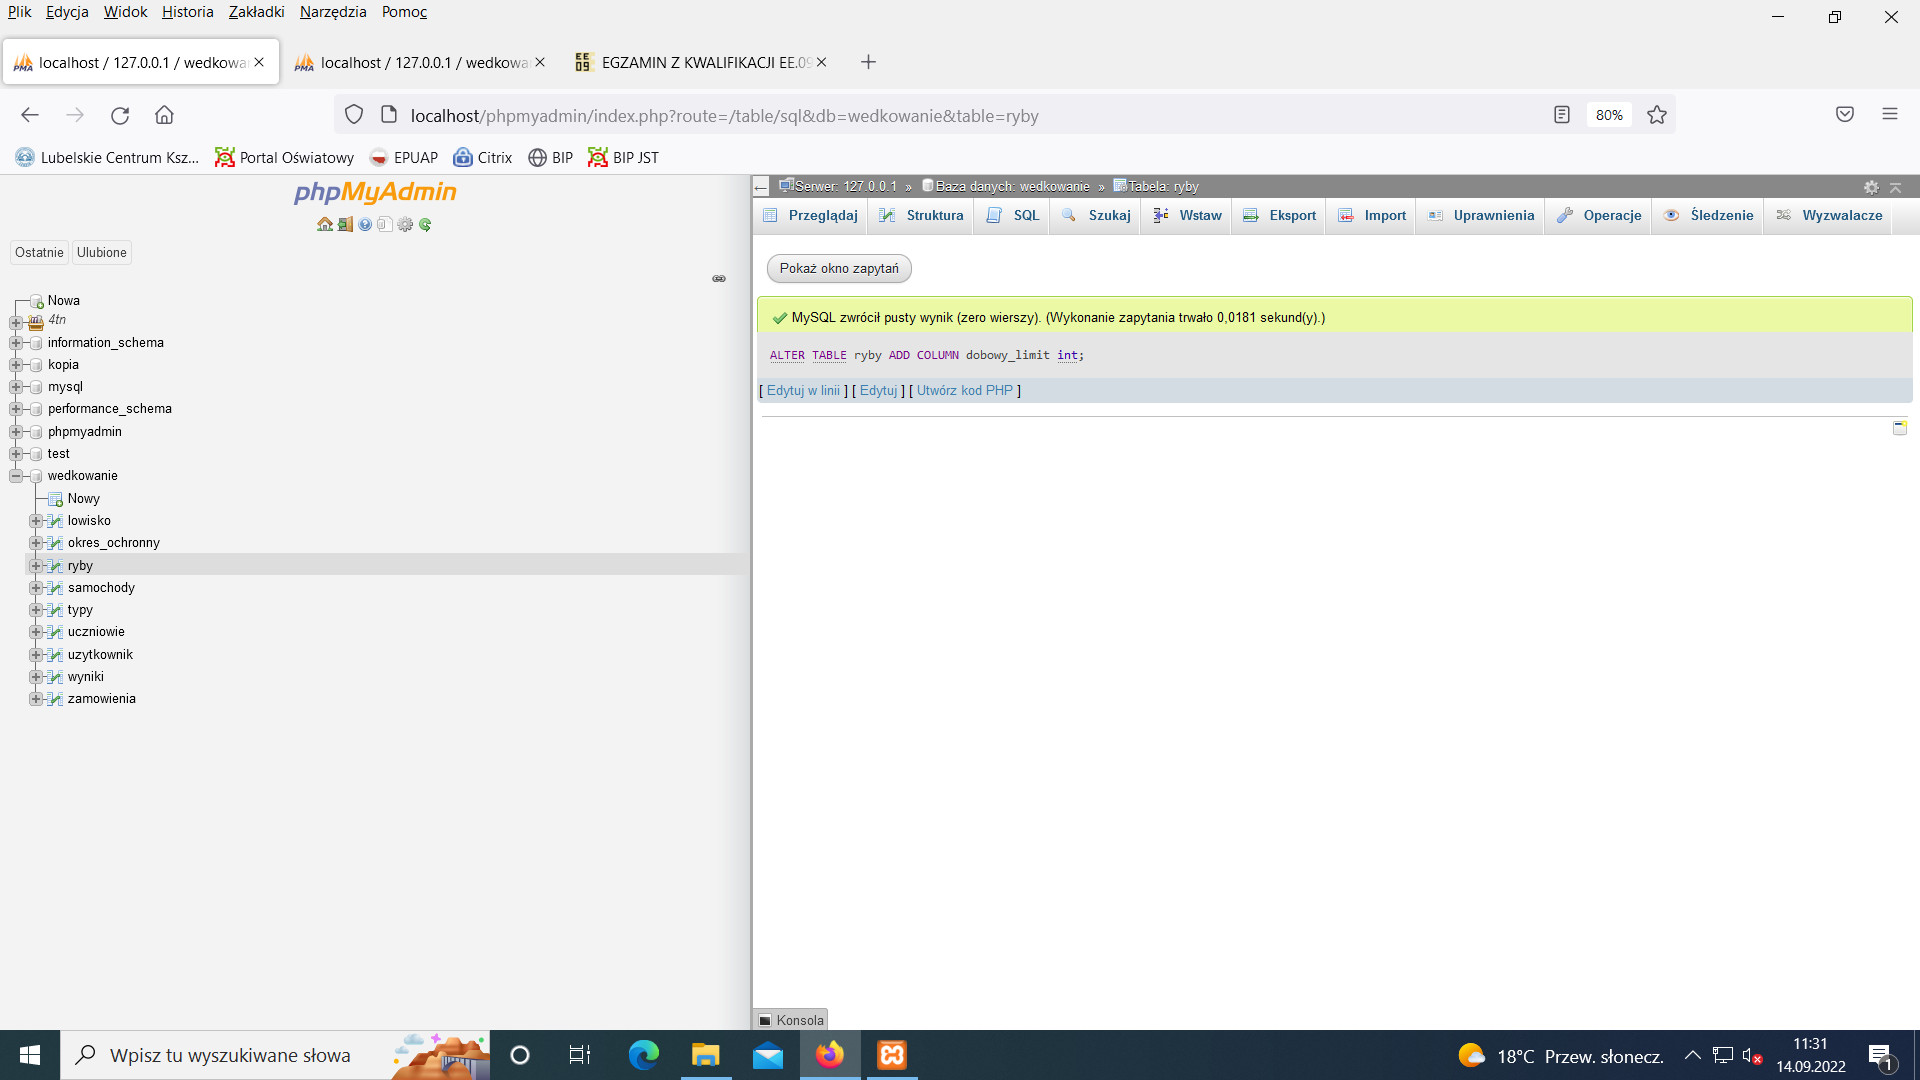 Plik Edycja Widok Historia Zakładki Narzędzia Pomoc
localhost / 127.0.0.1 / wedkowa
localhost / 127.0.0.1 / wedkowa
EE 09 EGZAMIN Z KWALIFIKACJI EE.09
localhost/phpmyadmin/index.php?route=/table/sql&db=wedkowanie&table=ryby
80%
Lubelskie Centrum Ksz... Portal Oświatowy EPUAP Citrix BIP BIP JST
phpMyAdmin
Ostatnie Ulubione
Nowa
4tn
information_schema
kopia
mysql
performance_schema
phpmyadmin
test
wedkowanie
Nowy
lowisko
okres_ochronny
ryby
samochody
typy
uczniowie
uzytkownik
wyniki
zamowienia
Serwer: 127.0.0.1 » Baza danych: wedkowanie » Tabela: ryby
Przeglądaj Struktura SQL Szukaj Wstaw Eksport Import Uprawnienia Operacje Śledzenie Wyzwalacze
Pokaż okno zapytań
MySQL zwrócił pusty wynik (zero wierszy). (Wykonanie zapytania trwało 0,0181 sekund(y).)
ALTER TABLE ryby ADD COLUMN dobowy_limit int;
[ Edytuj w linii ] [ Edytuj ] [ Utwórz kod PHP ]
Konsola
Wpisz tu wyszukiwane słowa
18°C Przew. słonecz.
11:31
14.09.2022
1